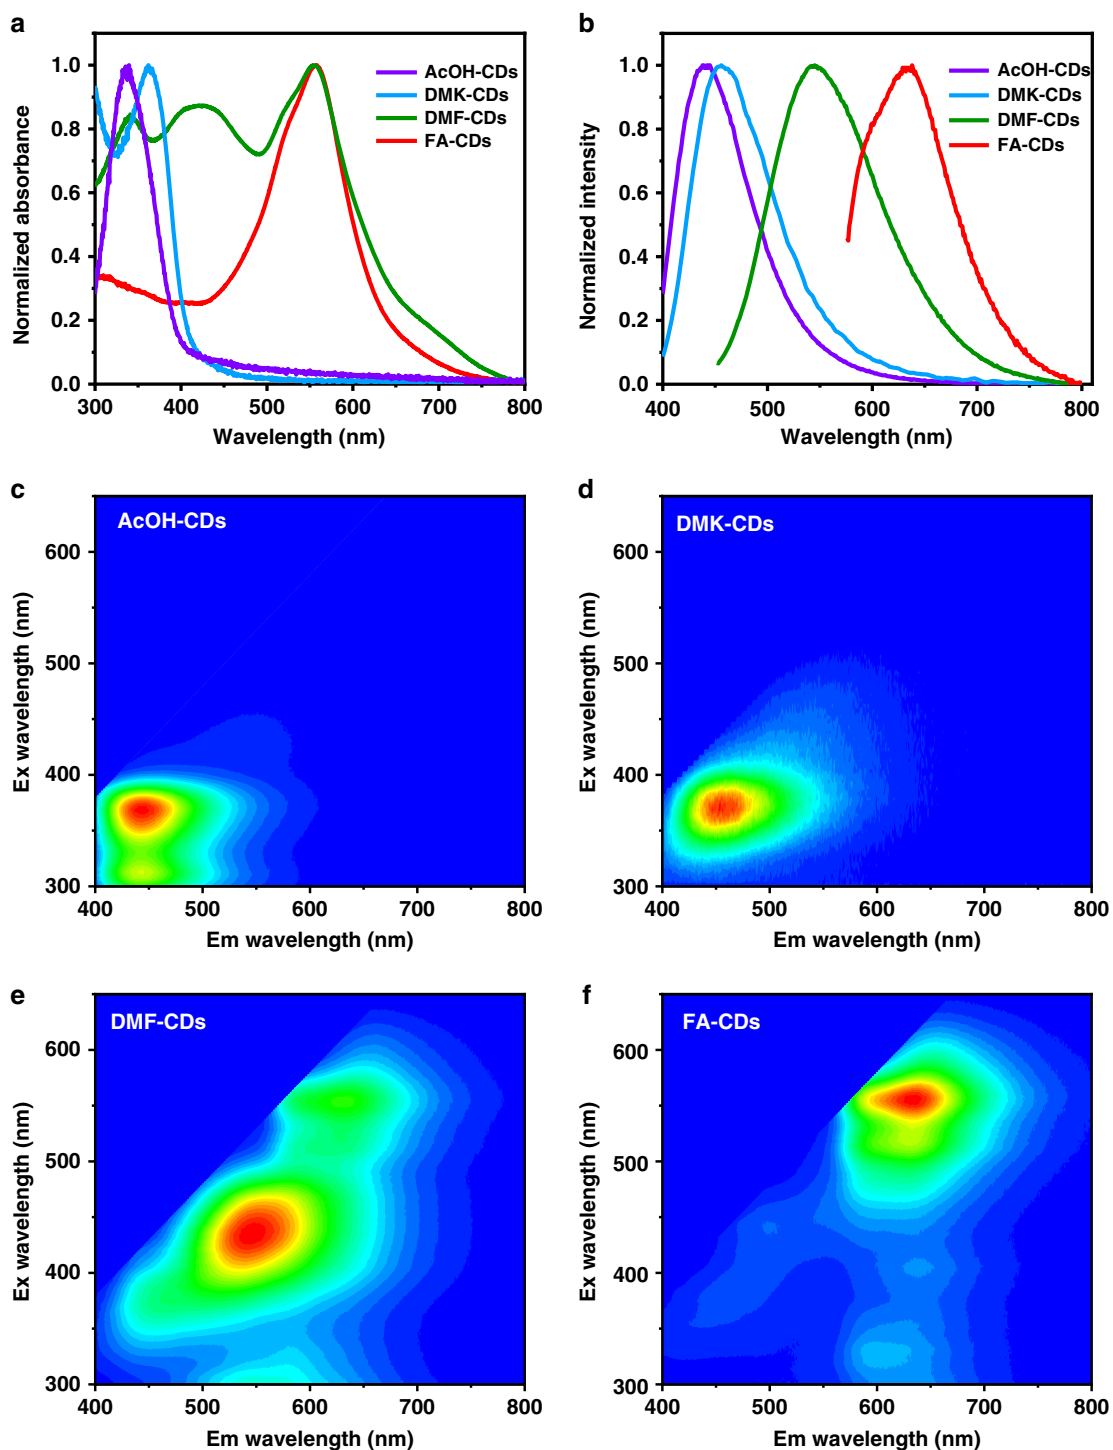 a
1.0
0.8
0.6
0.4
0.2
0.0
Normalized absorbance
AcOH-CDs
DMK-CDs
DMF-CDs
FA-CDs
300 400 500 600 700 800
Wavelength (nm)
b
1.0
0.8
0.6
0.4
0.2
0.0
Normalized intensity
AcOH-CDs
DMK-CDs
DMF-CDs
FA-CDs
400 500 600 700 800
Wavelength (nm)
c
AcOH-CDs
600
500
400
300
Ex wavelength (nm)
400 500 600 700 800
Em wavelength (nm)
d
DMK-CDs
600
500
400
300
Ex wavelength (nm)
400 500 600 700 800
Em wavelength (nm)
e
DMF-CDs
600
500
400
300
Ex wavelength (nm)
400 500 600 700 800
Em wavelength (nm)
f
FA-CDs
600
500
400
300
Ex wavelength (nm)
400 500 600 700 800
Em wavelength (nm)